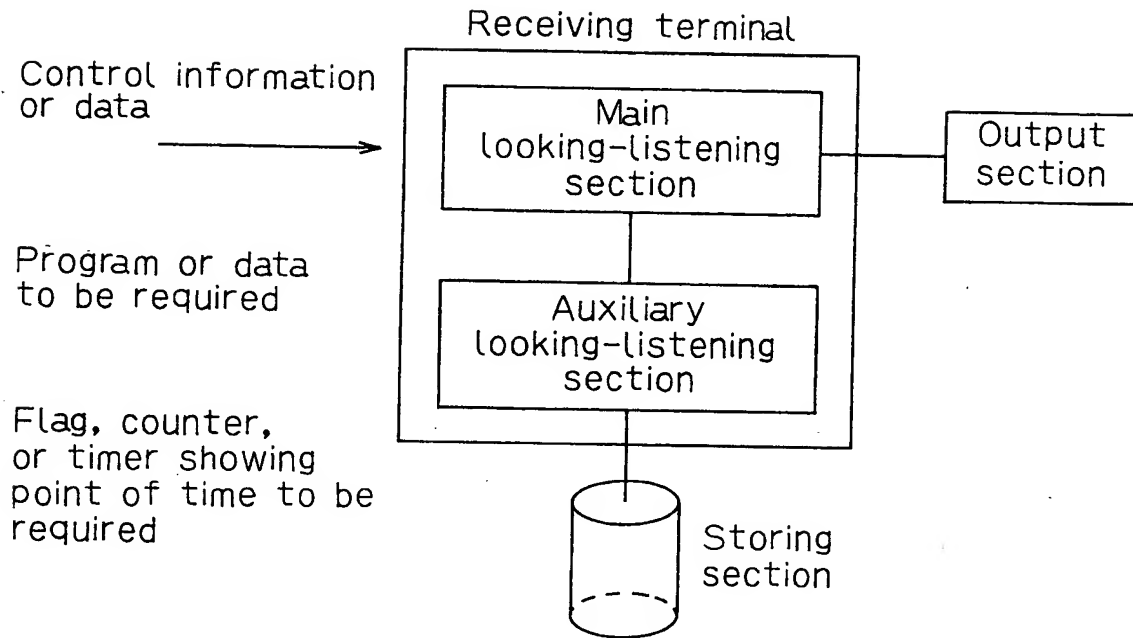 Receiving terminal
Control information
or data
Main
looking-listening
section
Output
section
Program or data
to be required
Auxiliary
looking-listening
section
Flag, counter,
or timer showing
point of time to be
required
Storing
section